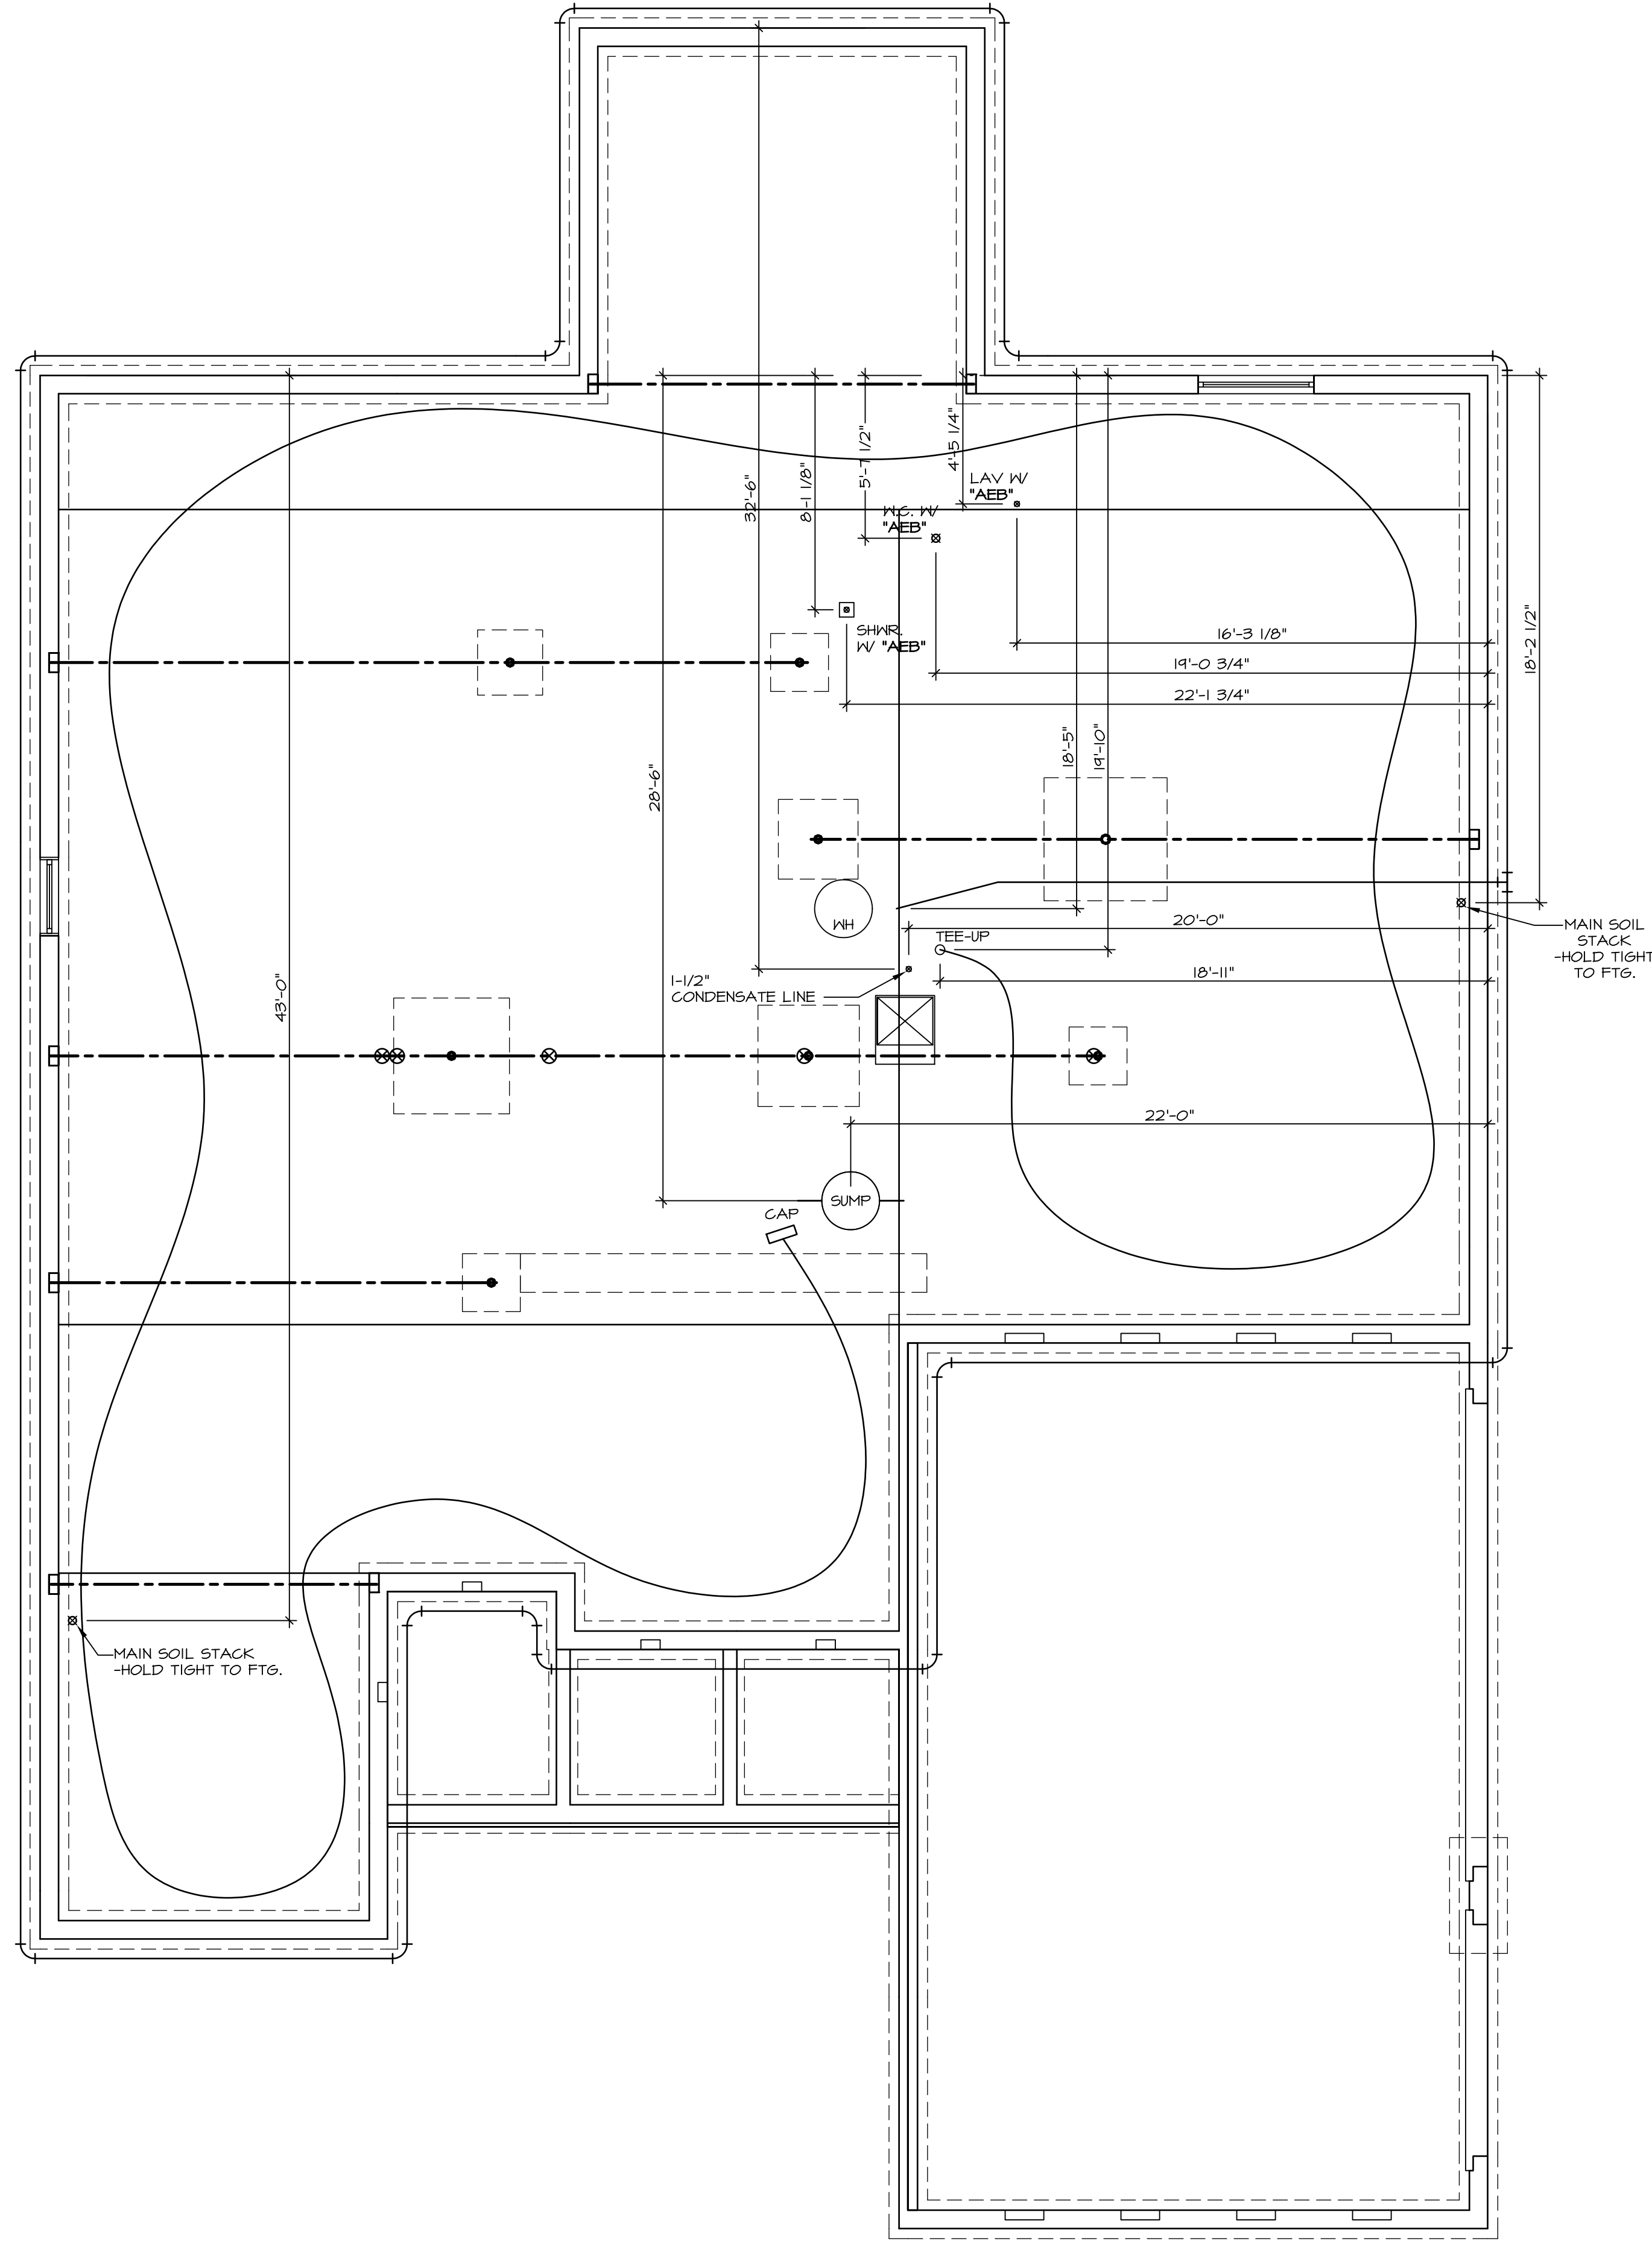 4'-5 1/4"
5'-7 1/2"
LAV W/
"AEB"
32'-6"
8'-1 1/8"
W.C. W/
"AEB"
SHWR.
W/ "AEB"
16'-3 1/8"
18'-2 1/2"
19'-0 3/4"
22'-1 3/4"
18'-5"
19'-10"
28'-6"
WH
20'-0"
TEE-UP
MAIN SOIL
STACK
-HOLD TIGHT
TO FTG.
18'-11"
1-1/2"
CONDENSATE LINE
43'-0"
22'-0"
SUMP
CAP
MAIN SOIL STACK
-HOLD TIGHT TO FTG.